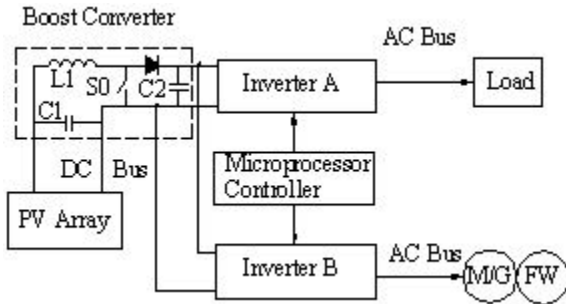 Boost Converter
L1
S0
C2
C1
DC Bus
PV Array
Inverter A
AC Bus
Load
Microprocessor
Controller
Inverter B
AC Bus
M/G
FW